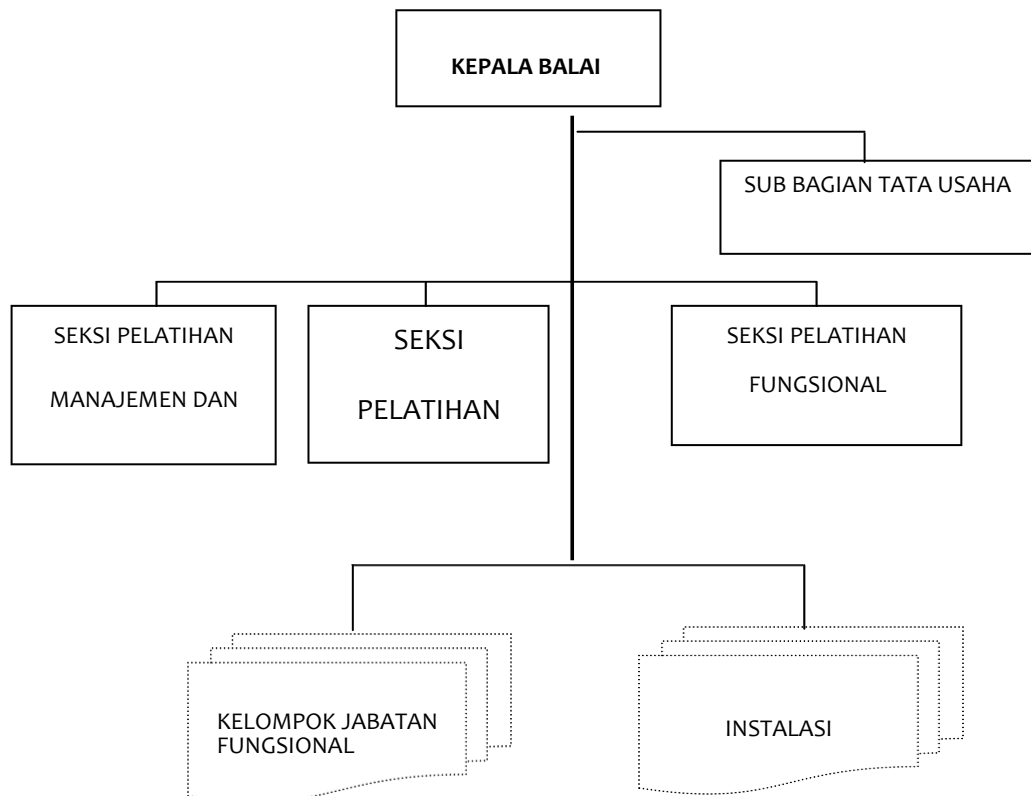 KEPALA BALAI
SUB BAGIAN TATA USAHA
SEKSI PELATIHAN
MANAJEMEN DAN
SEKSI
PELATIHAN
SEKSI PELATIHAN
FUNGSIONAL
KELOMPOK JABATAN
FUNGSIONAL
INSTALASI